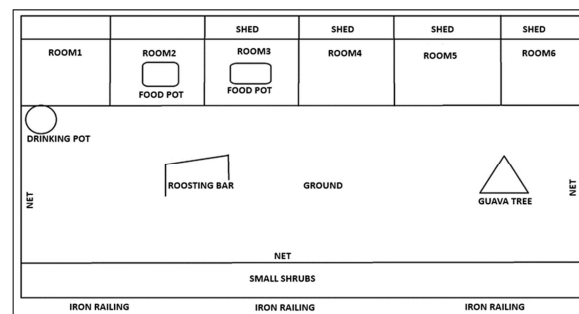 SHED SHED SHED SHED
ROOM1 ROOM2 ROOM3 ROOM4 ROOM5 ROOM6
FOOD POT FOOD POT
DRINKING POT
ROOSTING BAR GROUND GUAVA TREE
NET NET
NET
SMALL SHRUBS
IRON RAILING IRON RAILING IRON RAILING